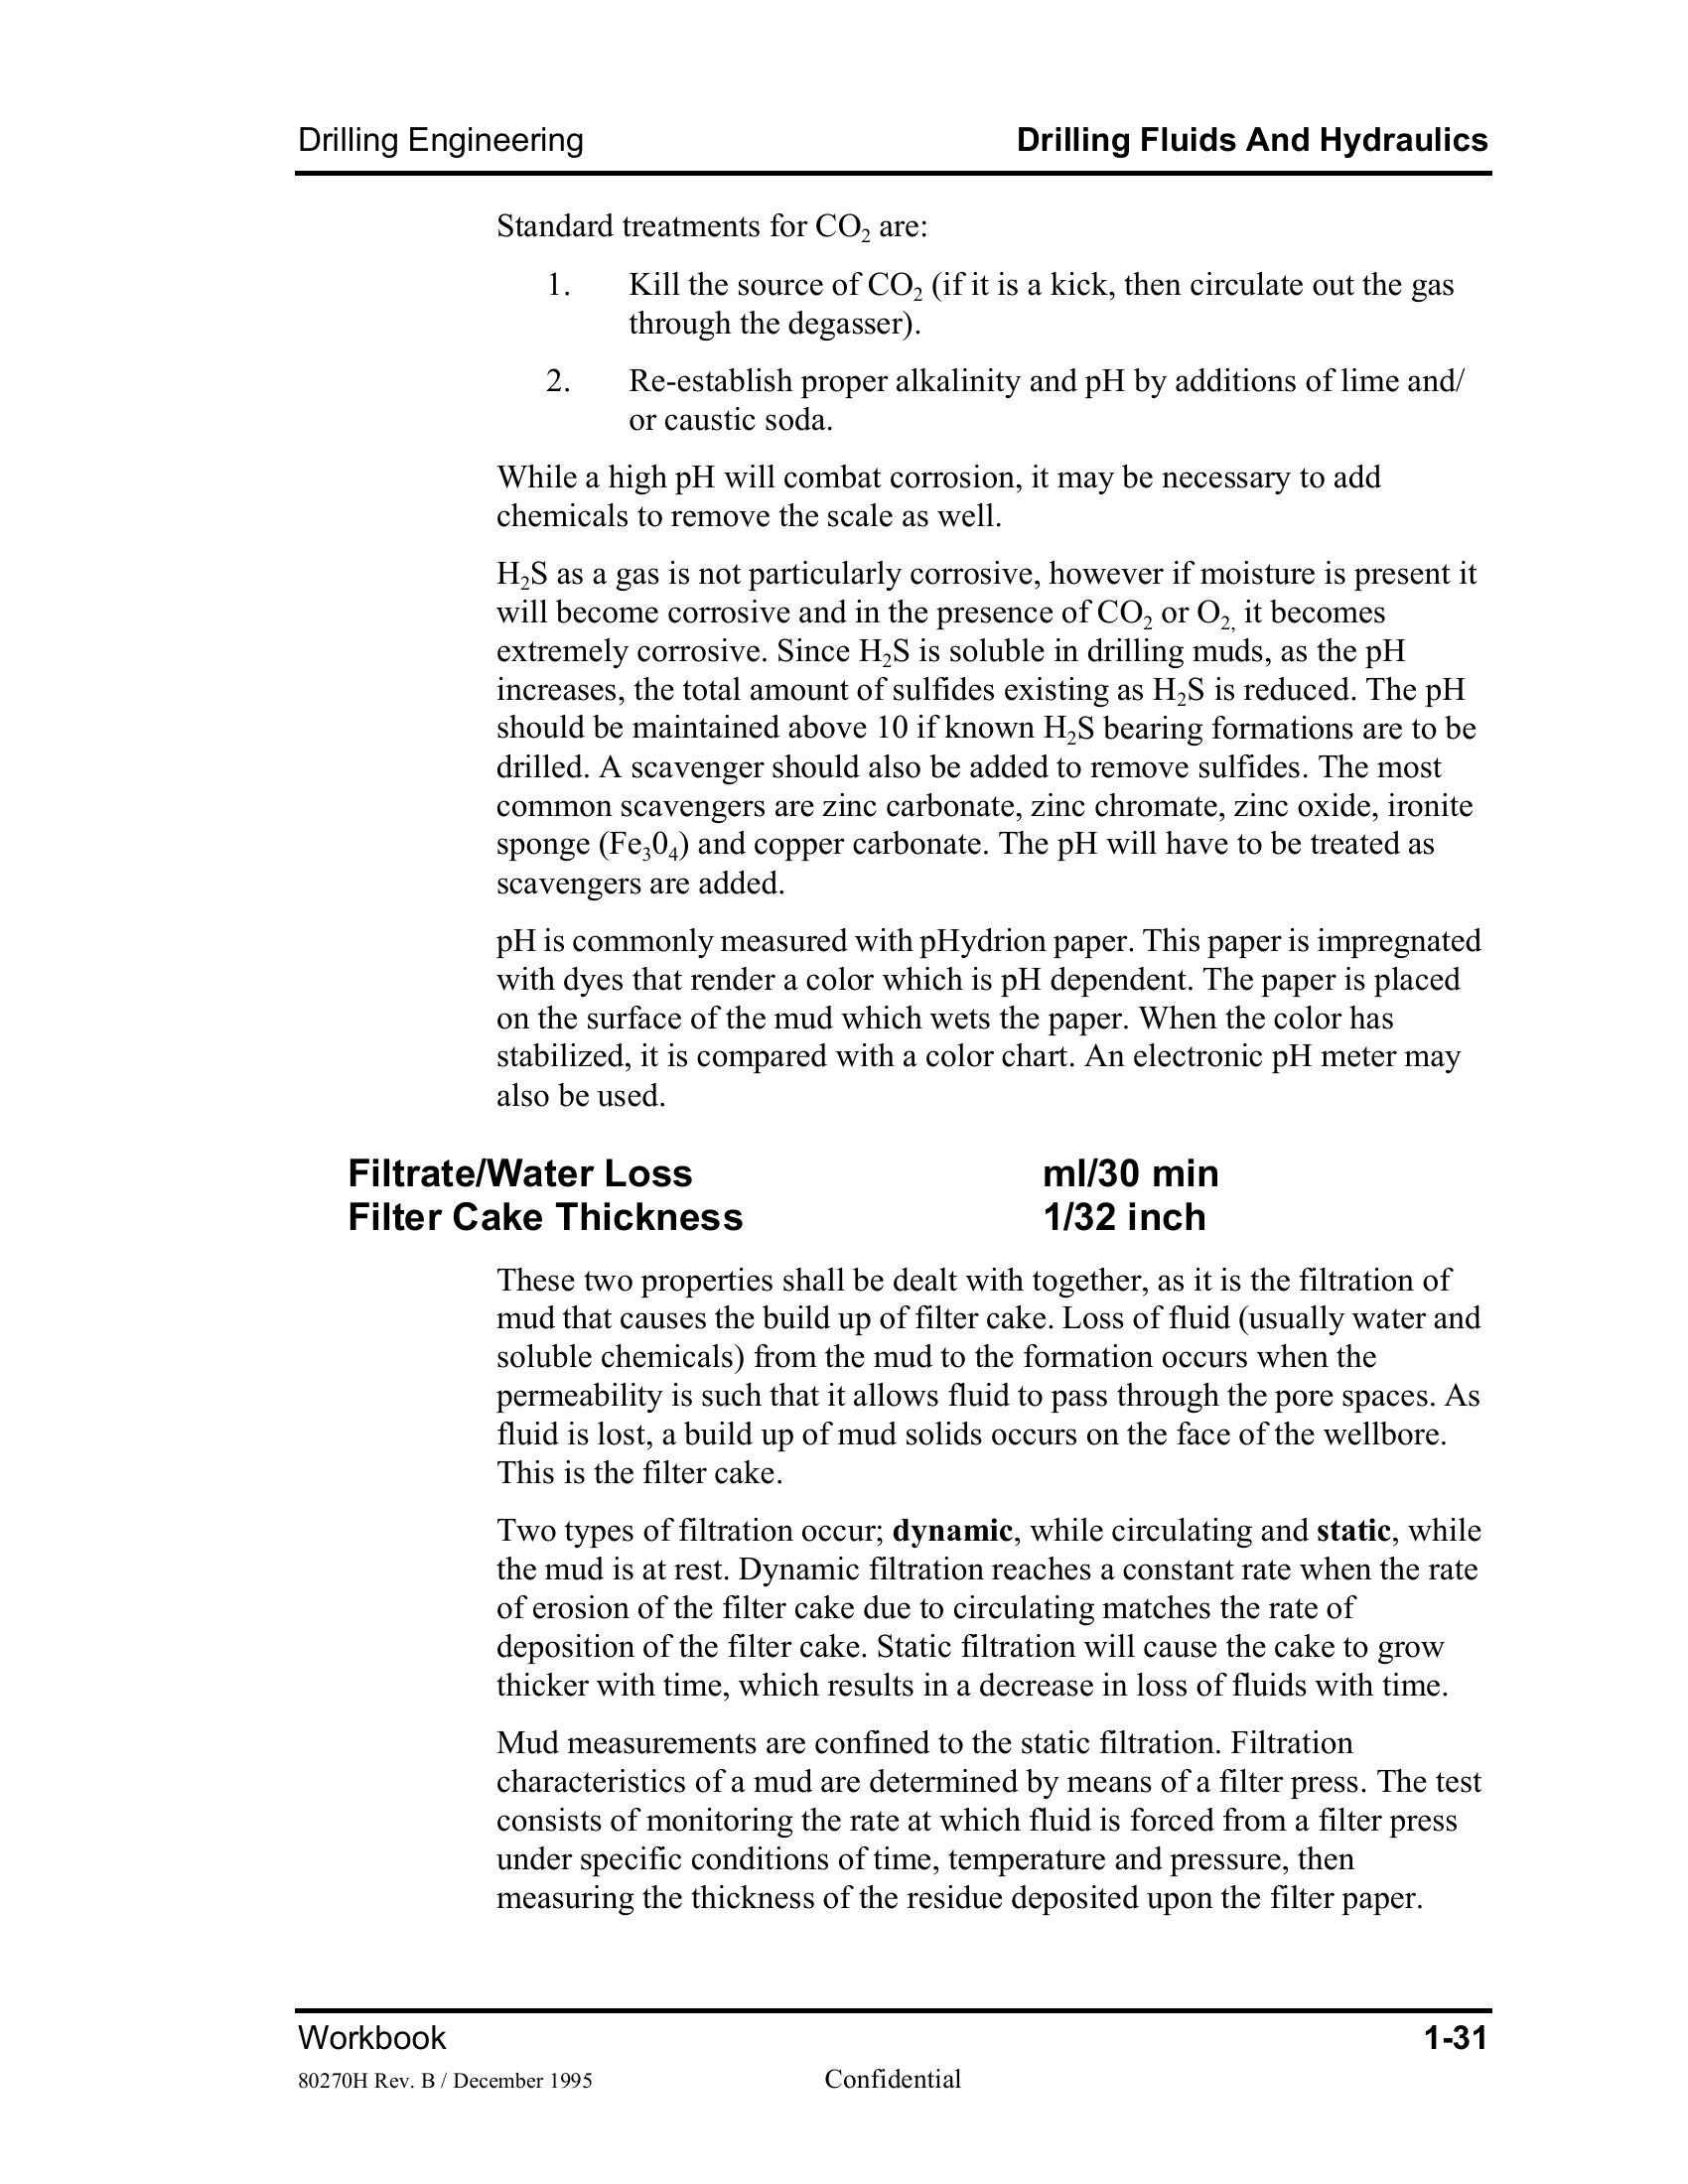 Drilling Engineering Drilling Fluids And Hydraulics
Standard treatments for CO₂ are:
1. Kill the source of CO₂ (if it is a kick, then circulate out the gas
through the degasser).
2. Re-establish proper alkalinity and pH by additions of lime and/
or caustic soda.
While a high pH will combat corrosion, it may be necessary to add
chemicals to remove the scale as well.
H₂S as a gas is not particularly corrosive, however if moisture is present it
will become corrosive and in the presence of CO₂ or O₂, it becomes
extremely corrosive. Since H₂S is soluble in drilling muds, as the pH
increases, the total amount of sulfides existing as H₂S is reduced. The pH
should be maintained above 10 if known H₂S bearing formations are to be
drilled. A scavenger should also be added to remove sulfides. The most
common scavengers are zinc carbonate, zinc chromate, zinc oxide, ironite
sponge (Fe₃0₄) and copper carbonate. The pH will have to be treated as
scavengers are added.
pH is commonly measured with pHydrion paper. This paper is impregnated
with dyes that render a color which is pH dependent. The paper is placed
on the surface of the mud which wets the paper. When the color has
stabilized, it is compared with a color chart. An electronic pH meter may
also be used.
Filtrate/Water Loss ml/30 min
Filter Cake Thickness 1/32 inch
These two properties shall be dealt with together, as it is the filtration of
mud that causes the build up of filter cake. Loss of fluid (usually water and
soluble chemicals) from the mud to the formation occurs when the
permeability is such that it allows fluid to pass through the pore spaces. As
fluid is lost, a build up of mud solids occurs on the face of the wellbore.
This is the filter cake.
Two types of filtration occur; dynamic, while circulating and static, while
the mud is at rest. Dynamic filtration reaches a constant rate when the rate
of erosion of the filter cake due to circulating matches the rate of
deposition of the filter cake. Static filtration will cause the cake to grow
thicker with time, which results in a decrease in loss of fluids with time.
Mud measurements are confined to the static filtration. Filtration
characteristics of a mud are determined by means of a filter press. The test
consists of monitoring the rate at which fluid is forced from a filter press
under specific conditions of time, temperature and pressure, then
measuring the thickness of the residue deposited upon the filter paper.
Workbook 1-31
80270H Rev. B / December 1995 Confidential